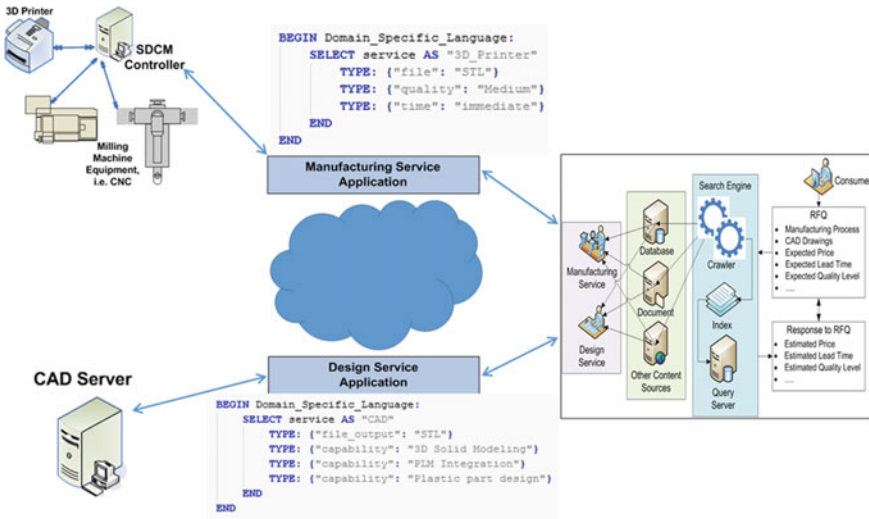 3D Printer
SDCM
Controller
Milling
Machine
Equipment,
i.e. CNC
BEGIN Domain_Specific_Language:
SELECT service AS "3D_Printer"
TYPE: {"file": "STL"}
TYPE: {"quality": "Medium"}
TYPE: {"time": "immediate"}
END
END
Manufacturing Service
Application
Design Service
Application
CAD Server
BEGIN Domain_Specific_Language:
SELECT service AS "CAD"
TYPE: {"file_output": "STL"}
TYPE: {"capability": "3D Solid Modeling"}
TYPE: {"capability": "PLM Integration"}
TYPE: {"capability": "Plastic part design"}
END
END
Manufacturing
Service
Design
Service
Database
Document
Other Content
Sources
Search Engine
Crawler
Index
Query
Server
Consume
RFQ
• Manufacturing Process
• CAD Drawings
• Expected Price
• Expected Lead Time
• Expected Quality Level
• .....
Response to RFQ
• Estimated Price
• Estimated Lead Time
• Estimated Quality Level
• .....